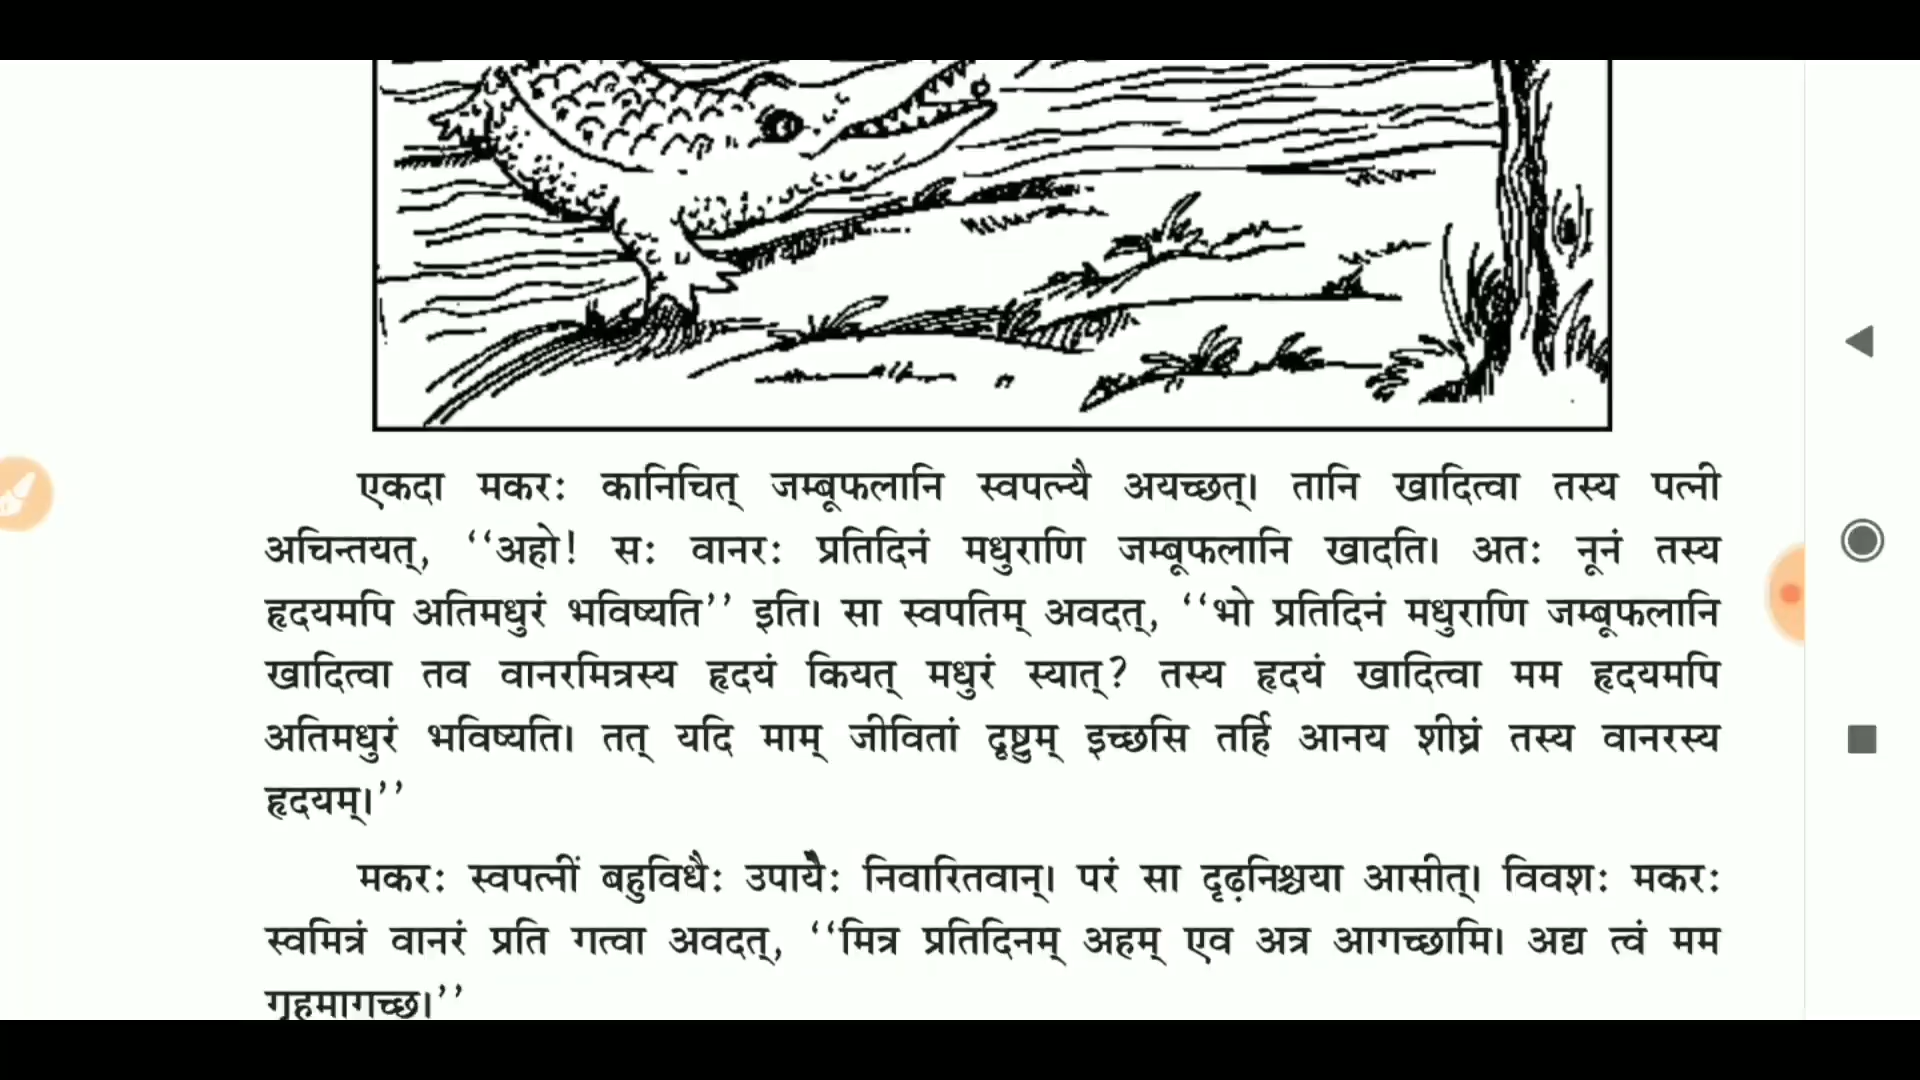 एकदा मकरः कानिचित् जम्बूफलानि स्वपत्न्यै अयच्छत्। तानि खादित्वा तस्य पत्नी
अचिन्तयत्, ‘‘अहो! सः वानरः प्रतिदिनं मधुराणि जम्बूफलानि खादति। अतः नूनं तस्य
हृदयमपि अतिमधुरं भविष्यति’’ इति। सा स्वपतिम् अवदत्, ‘‘भो प्रतिदिनं मधुराणि जम्बूफलानि
खादित्वा तव वानरमित्रस्य हृदयं कियत् मधुरं स्यात्? तस्य हृदयं खादित्वा मम हृदयमपि
अतिमधुरं भविष्यति। तत् यदि माम् जीवितां द्रृष्टुम् इच्छसि तर्हि आनय शीघ्रं तस्य वानरस्य
हृदयम्।’’
मकरः स्वपत्नीं बहुविधैः उपायैः निवारितवान्। परं सा दृढ़निश्चया आसीत्। विवशः मकरः
स्वमित्रं वानरं प्रति गत्वा अवदत्, ‘‘मित्र प्रतिदिनम् अहम् एव अत्र आगच्छामि। अद्य त्वं मम
गृहमागच्छ।’’